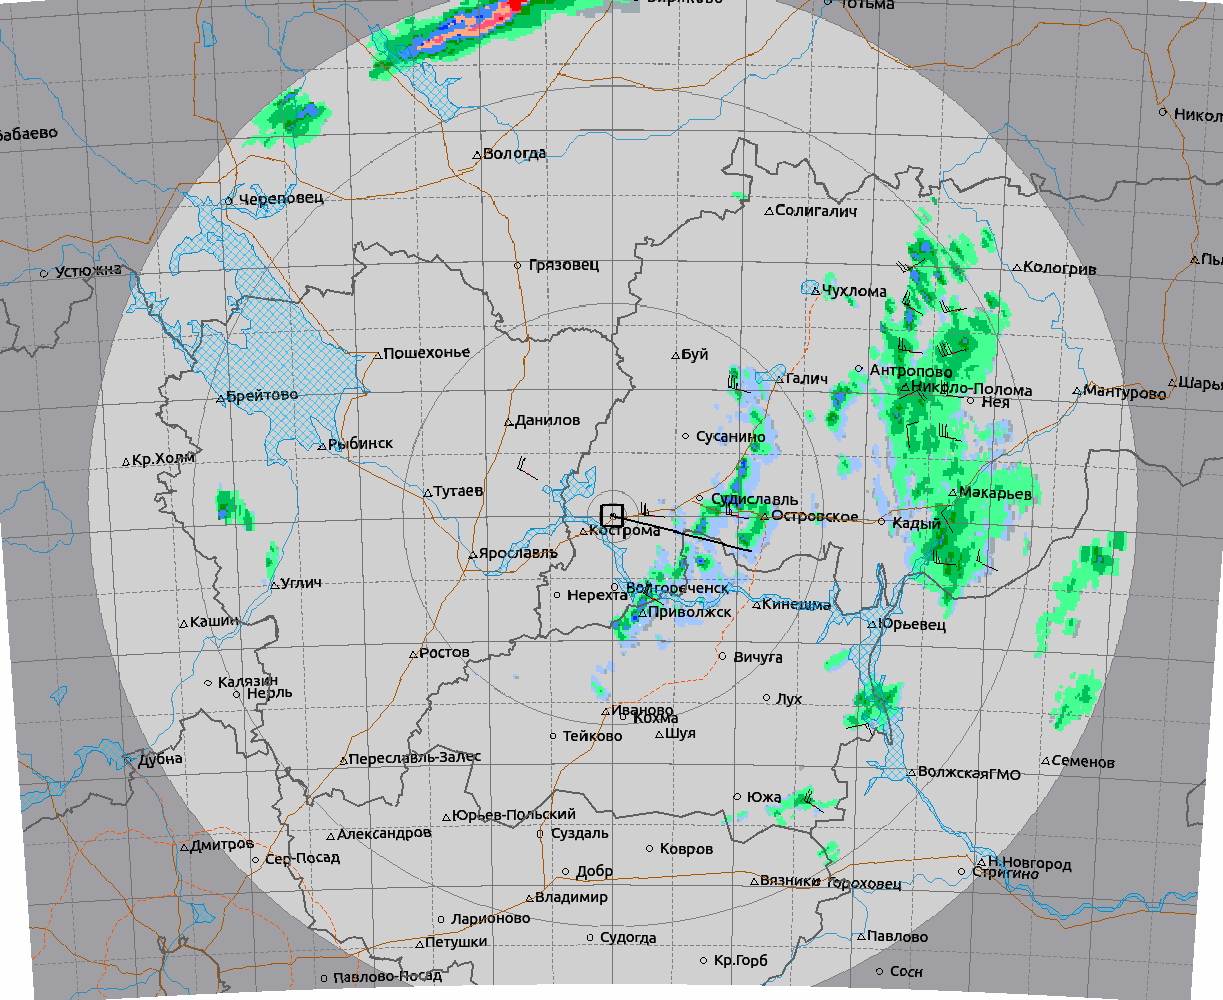 Тотьма
Никол
бабаево
Вологда
Череповец
Солигалич
Грязовец
Кологрив
Устюжна
Чухлома
Пошехонье
Буй
Антропово
Галич
Николо-Полома
Шарья
Мантурово
Нея
Брейтово
Данилов
Сусанино
Рыбинск
Кр.Холм
Тутаев
Судиславль
Макарьев
Островское
Кадый
Кострома
Ярославль
Углич
Волгореченск
Нерехта
Кинешма
Приволжск
Кашин
Юрьевец
Ростов
Вичуга
Калязин
Нерль
Лух
Иваново
Кохма
Тейково
Шуя
Дубна
Переславль-Залес
Семенов
ВолжскаяГМО
Южа
Юрьев-Польский
Александров
Суздаль
Дмитров
Ковров
Сер-Посад
Н.Новгород
Стригино
Добр
Вязники
Гороховец
Владимир
Ларионово
Судогда
Павлово
Петушки
Кр.Горб
Сосн
Павлово-Посад